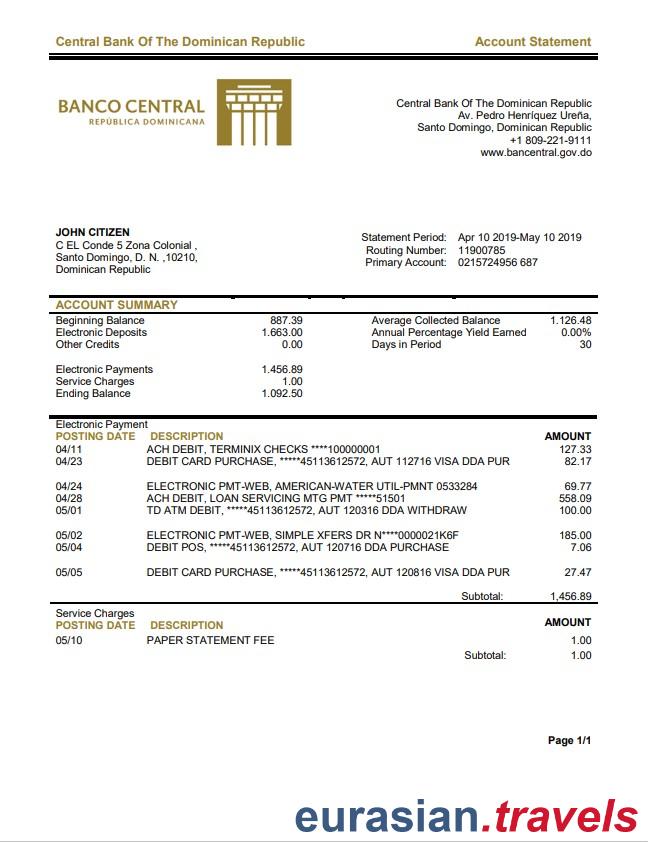 Central Bank Of The Dominican Republic Account Statement
BANCO CENTRAL
REPÚBLICA DOMINICANA
Central Bank Of The Dominican Republic
Av. Pedro Henríquez Ureña,
Santo Domingo, Dominican Republic
+1 809-221-9111
www.bancentral.gov.do
JOHN CITIZEN
C EL Conde 5 Zona Colonial ,
Santo Domingo, D. N. ,10210,
Dominican Republic
Statement Period: Apr 10 2019-May 10 2019
Routing Number: 11900785
Primary Account: 0215724956 687
ACCOUNT SUMMARY
Beginning Balance 887.39 Average Collected Balance 1.126.48
Electronic Deposits 1.663.00 Annual Percentage Yield Earned 0.00%
Other Credits 0.00 Days in Period 30
Electronic Payments 1.456.89
Service Charges 1.00
Ending Balance 1.092.50
Electronic Payment
POSTING DATE DESCRIPTION AMOUNT
04/11 ACH DEBIT, TERMINIX CHECKS ****100000001 127.33
04/23 DEBIT CARD PURCHASE, *****45113612572, AUT 112716 VISA DDA PUR 82.17
04/24 ELECTRONIC PMT-WEB, AMERICAN-WATER UTIL-PMNT 0533284 69.77
04/28 ACH DEBIT, LOAN SERVICING MTG PMT *****51501 558.09
05/01 TD ATM DEBIT, *****45113612572, AUT 120316 DDA WITHDRAW 100.00
05/02 ELECTRONIC PMT-WEB, SIMPLE XFERS DR N****0000021K6F 185.00
05/04 DEBIT POS, *****45113612572, AUT 120716 DDA PURCHASE 7.06
05/05 DEBIT CARD PURCHASE, *****45113612572, AUT 120816 VISA DDA PUR 27.47
Subtotal: 1,456.89
Service Charges
POSTING DATE DESCRIPTION AMOUNT
05/10 PAPER STATEMENT FEE 1.00
Subtotal: 1.00
Page 1/1
eurasian.travels